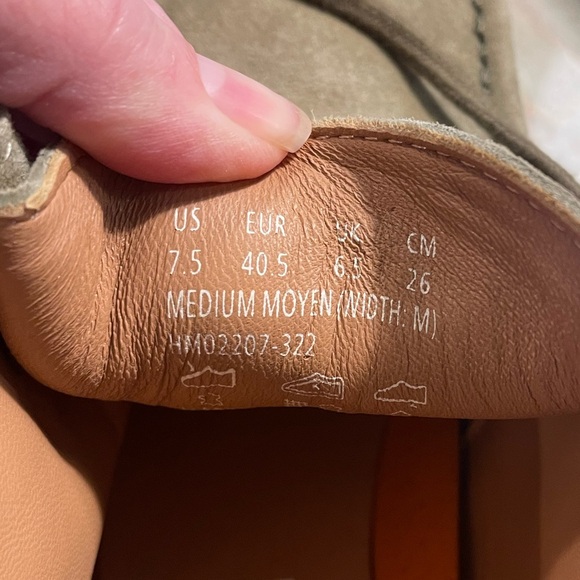 US EUR UK CM
7.5 40.5 6.5 26
MEDIUM MOYEN (WIDTH: M)
HM02207-322